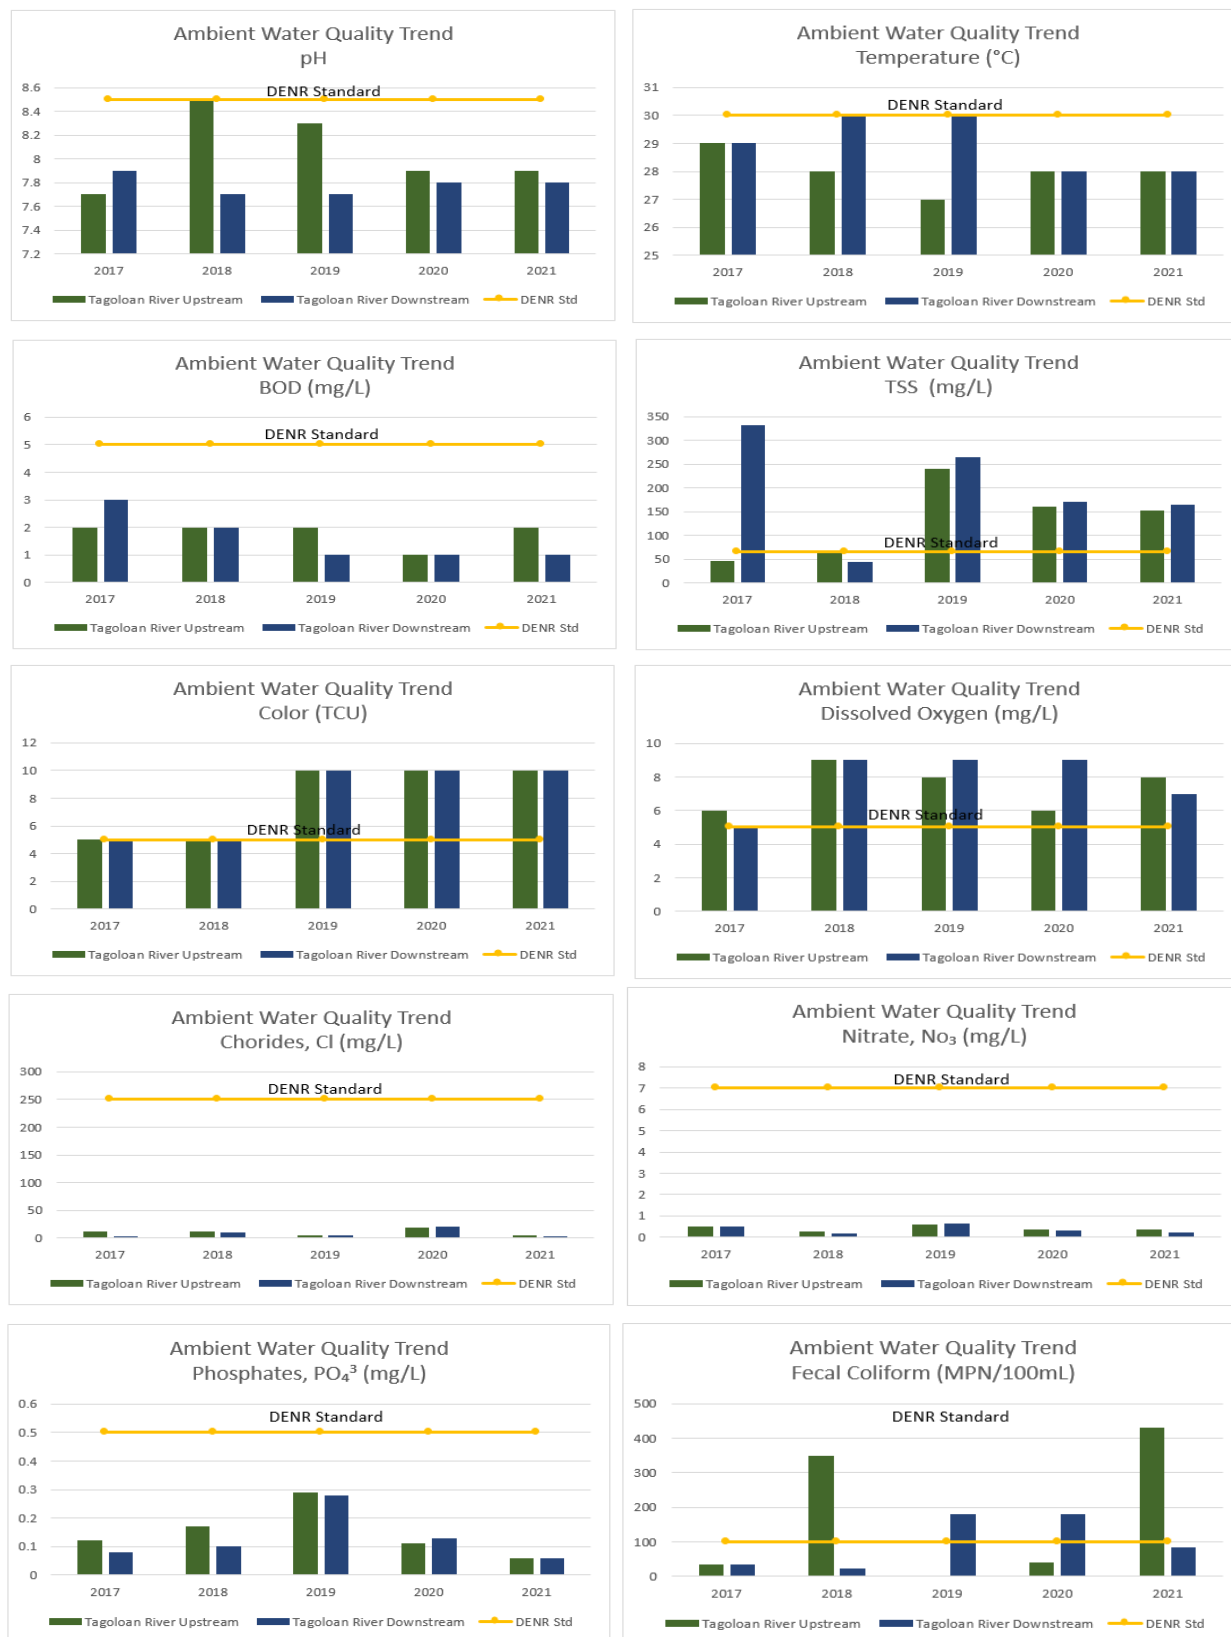 Ambient Water Quality Trend
pH
8.6
8.4
8.2
8
7.8
7.6
7.4
7.2
DENR Standard
2017 2018 2019 2020 2021
Tagoloan River Upstream Tagoloan River Downstream DENR Std
Ambient Water Quality Trend
Temperature (°C)
31
30
29
28
27
26
25
DENR Standard
2017 2018 2019 2020 2021
Tagoloan River Upstream Tagoloan River Downstream DENR Std
Ambient Water Quality Trend
BOD (mg/L)
6
5
4
3
2
1
0
DENR Standard
2017 2018 2019 2020 2021
Tagoloan River Upstream Tagoloan River Downstream DENR Std
Ambient Water Quality Trend
TSS (mg/L)
350
300
250
200
150
100
50
0
DENR Standard
2017 2018 2019 2020 2021
Tagoloan River Upstream Tagoloan River Downstream DENR Std
Ambient Water Quality Trend
Color (TCU)
12
10
8
6
4
2
0
DENR Standard
2017 2018 2019 2020 2021
Tagoloan River Upstream Tagoloan River Downstream DENR Std
Ambient Water Quality Trend
Dissolved Oxygen (mg/L)
10
8
6
4
2
0
DENR Standard
2017 2018 2019 2020 2021
Tagoloan River Upstream Tagoloan River Downstream DENR Std
Ambient Water Quality Trend
Chorides, Cl (mg/L)
300
250
200
150
100
50
0
DENR Standard
2017 2018 2019 2020 2021
Tagoloan River Upstream Tagoloan River Downstream DENR Std
Ambient Water Quality Trend
Nitrate, No₃ (mg/L)
8
7
6
5
4
3
2
1
0
DENR Standard
2017 2018 2019 2020 2021
Tagoloan River Upstream Tagoloan River Downstream DENR Std
Ambient Water Quality Trend
Phosphates, PO₄³ (mg/L)
0.6
0.5
0.4
0.3
0.2
0.1
0
DENR Standard
2017 2018 2019 2020 2021
Tagoloan River Upstream Tagoloan River Downstream DENR Std
Ambient Water Quality Trend
Fecal Coliform (MPN/100mL)
500
400
300
200
100
0
DENR Standard
2017 2018 2019 2020 2021
Tagoloan River Upstream Tagoloan River Downstream DENR Std